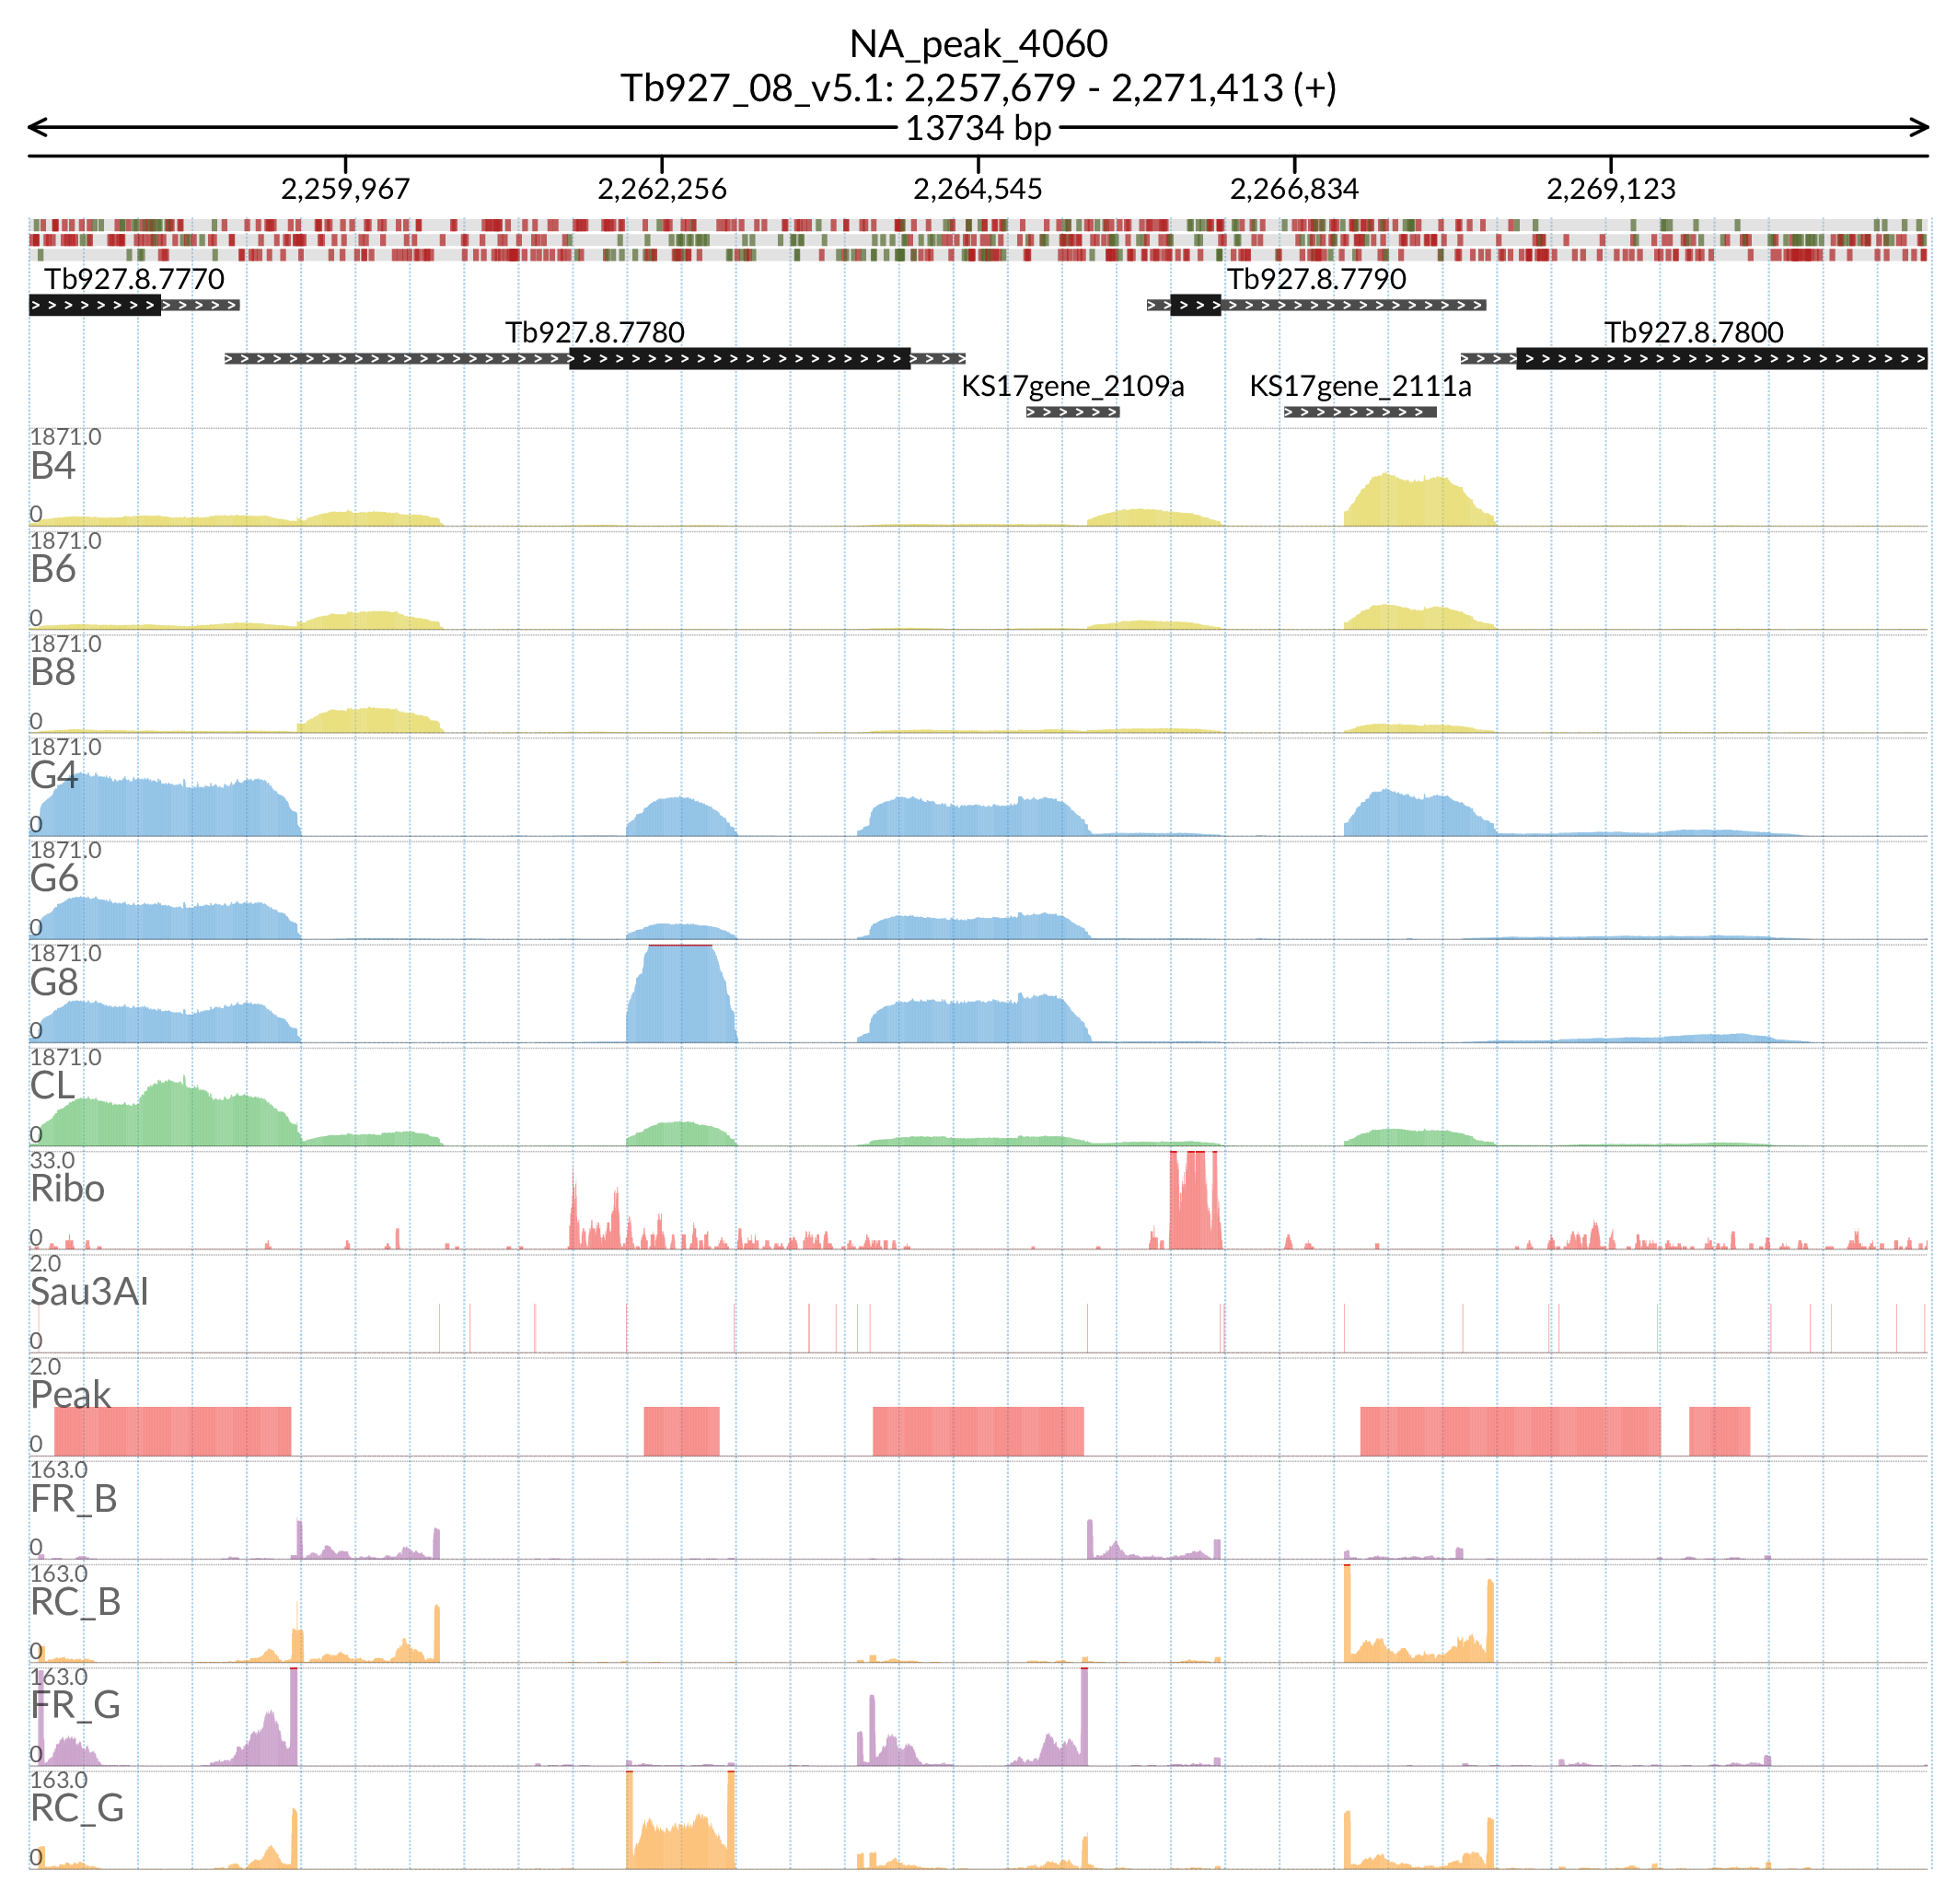 NA_peak_4060
Tb927_08_v5.1: 2,257,679 - 2,271,413 (+)
13734 bp
2,259,967 2,262,256 2,264,545 2,266,834 2,269,123
Tb927.8.7770 Tb927.8.7790
Tb927.8.7780 Tb927.8.7800
KS17gene_2109a KS17gene_2111a
1871.0
B4
0
1871.0
B6
0
1871.0
B8
0
1871.0
G4
0
1871.0
G6
0
1871.0
G8
0
1871.0
CL
0
33.0
Ribo
0
2.0
Sau3AI
0
2.0
Peak
0
163.0
FR_B
0
163.0
RC_B
0
163.0
FR_G
0
163.0
RC_G
0